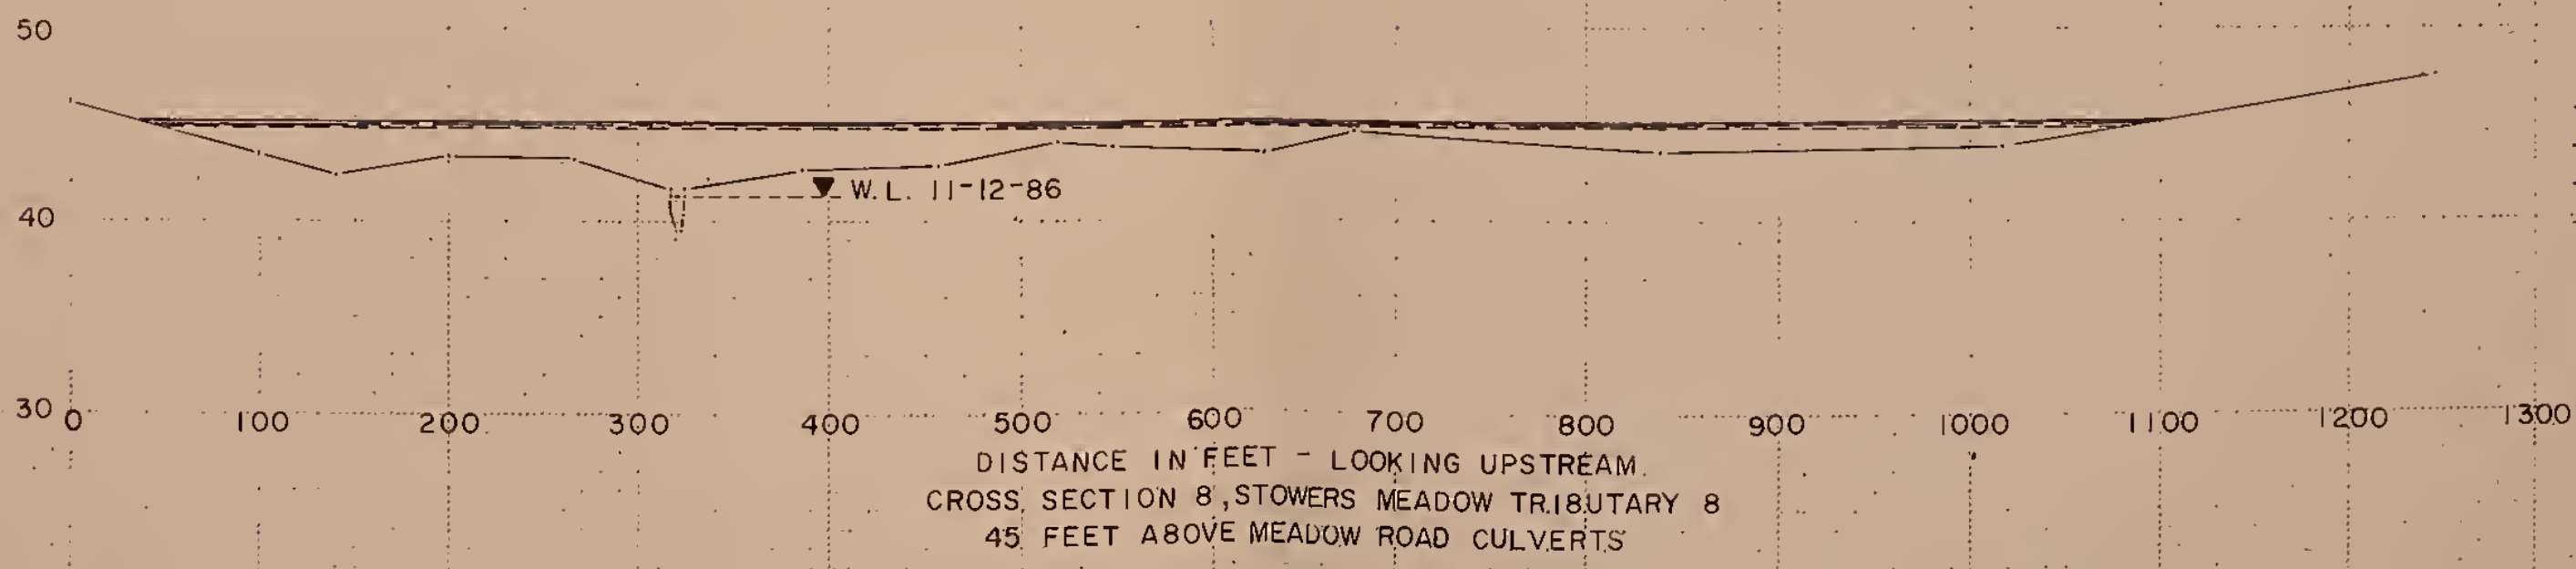 50
W.L. 11-12-86
40
30
0 100 200 300 400 500 600 700 800 900 1000 1100 1200 1300
DISTANCE IN FEET - LOOKING UPSTREAM.
CROSS SECTION 8, STOWERS MEADOW TRIBUTARY 8
45 FEET ABOVE MEADOW ROAD CULVERTS